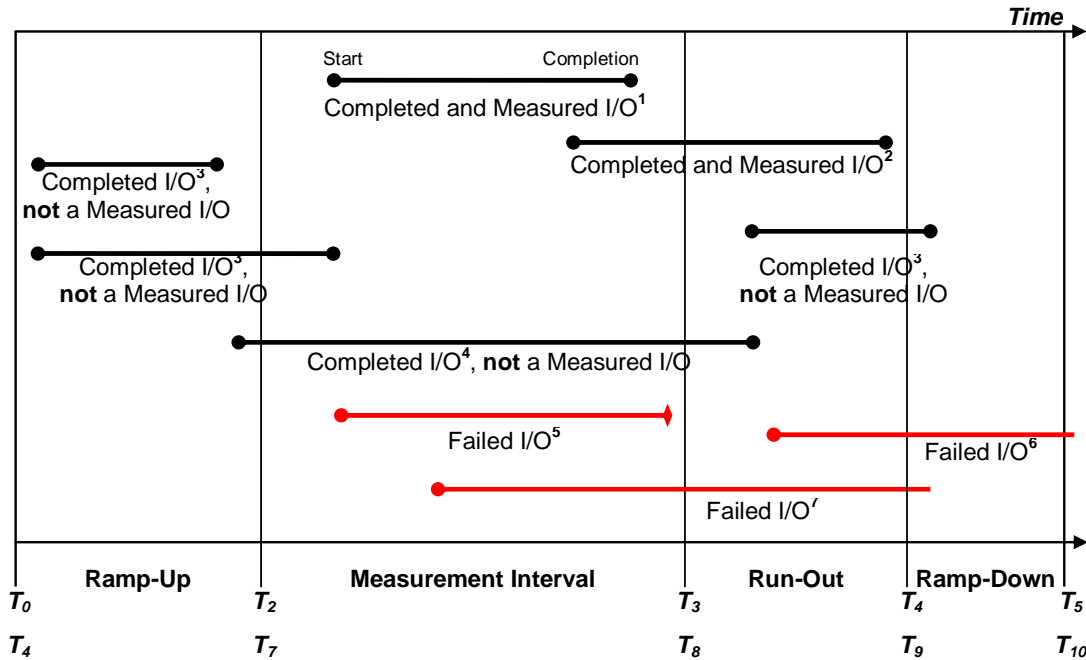 Time
Start Completion
Completed and Measured I/O¹
Completed and Measured I/O²
Completed I/O³,
not a Measured I/O
Completed I/O³,
not a Measured I/O
Completed I/O³,
not a Measured I/O
Completed I/O⁴, not a Measured I/O
Failed I/O⁵
Failed I/O⁶
Failed I/O⁷
Ramp-Up Measurement Interval Run-Out Ramp-Down
T₀ T₂ T₃ T₄ T₅
T₄ T₇ T₈ T₉ T₁₀